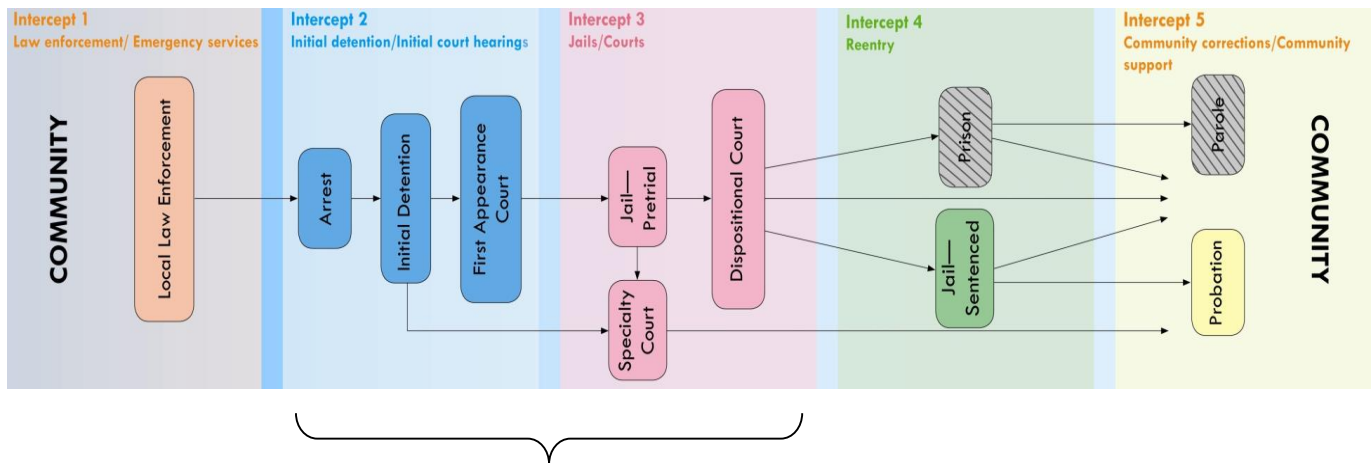 Intercept 1
Law enforcement/ Emergency services
Intercept 2
Initial detention/Initial court hearings
Intercept 3
Jails/Courts
Intercept 4
Reentry
Intercept 5
Community corrections/Community
support
COMMUNITY
Local Law Enforcement
Arrest
Initial Detention
First Appearance
Court
Jail—
Pretrial
Specialty
Court
Dispositional Court
Prison
Jail—
Sentenced
Parole
Probation
COMMUNITY